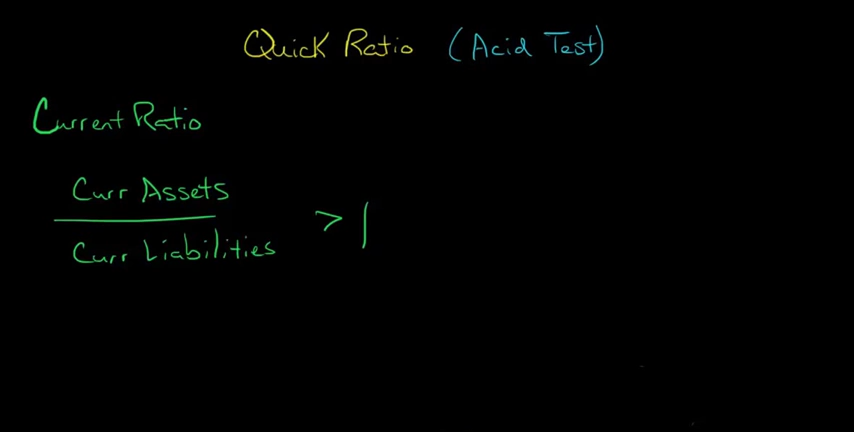 Quick Ratio (Acid Test)
Current Ratio
Curr Assets
Curr Liabilities
> 1